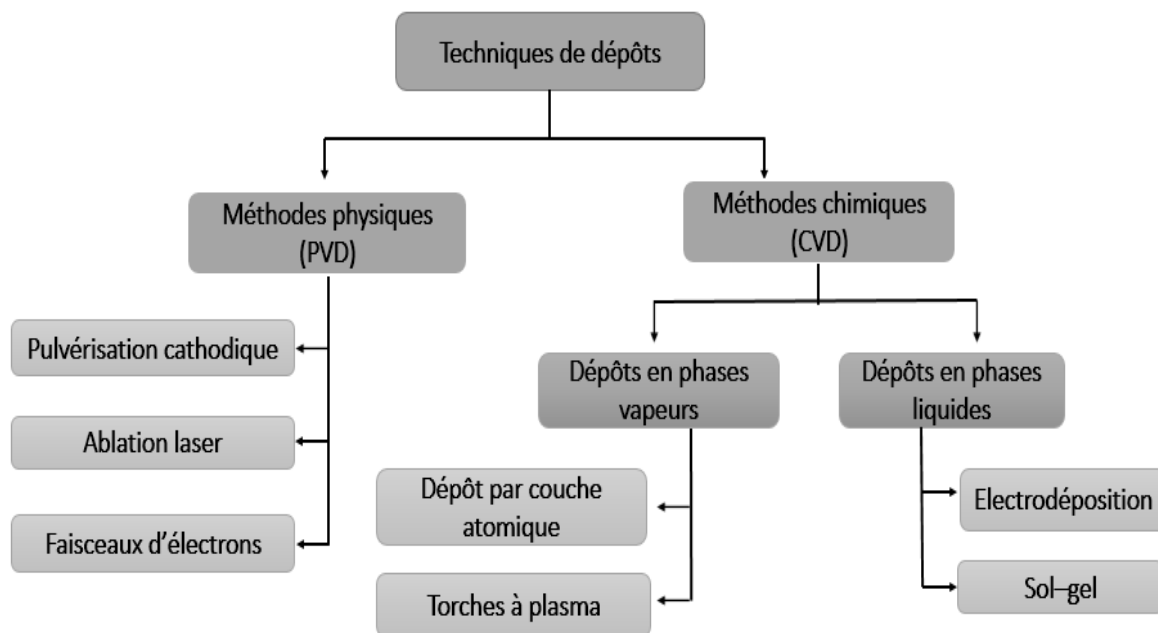 Techniques de dépôts
Méthodes physiques
(PVD)
Méthodes chimiques
(CVD)
Pulvérisation cathodique
Ablation laser
Faisceaux d'électrons
Dépôts en phases
vapeurs
Dépôts en phases
liquides
Dépôt par couche
atomique
Torches à plasma
Electrodéposition
Sol–gel